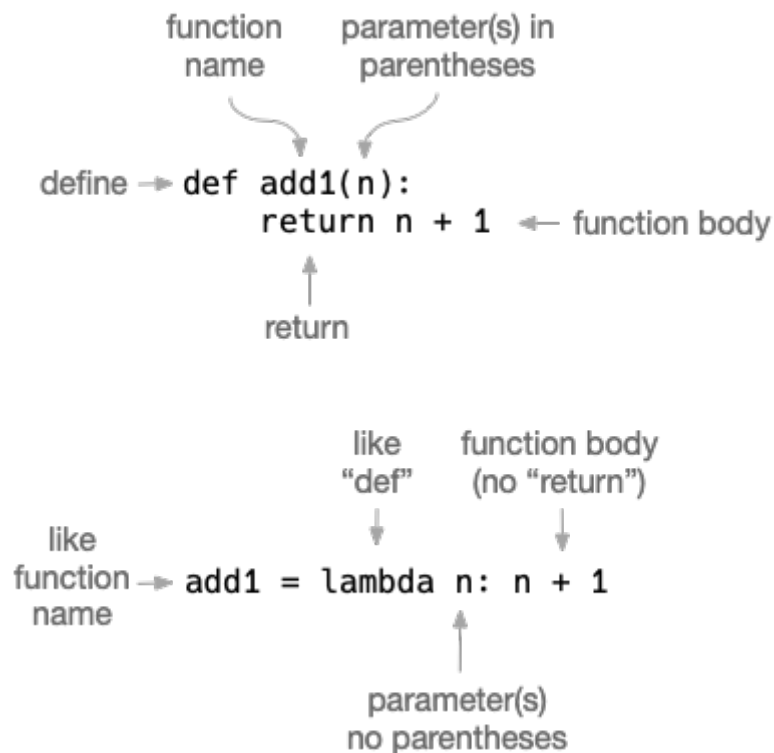 function
name
parameter(s) in
parentheses
define
def add1(n):
return n + 1
function body
return
like
“def”
function body
(no “return”)
like
function
name
add1 = lambda n: n + 1
parameter(s)
no parentheses